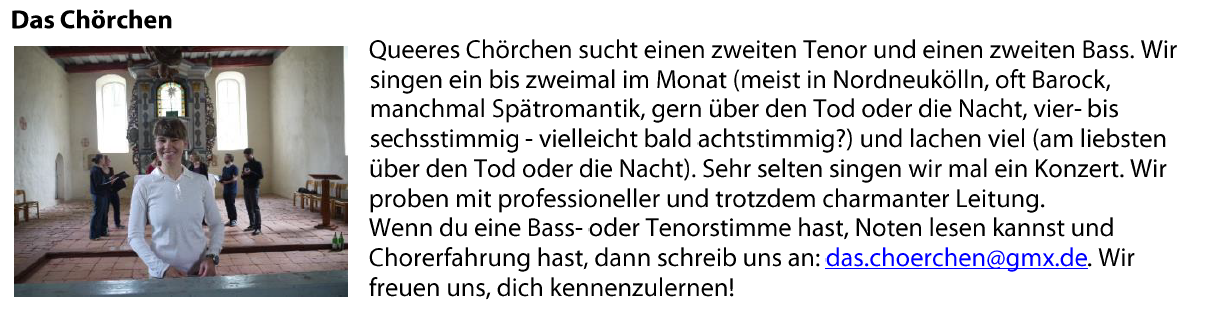 Das Chörchen
Queeres Chörchen sucht einen zweiten Tenor und einen zweiten Bass. Wir
singen ein bis zweimal im Monat (meist in Nordneukölln, oft Barock,
manchmal Spätromantik, gern über den Tod oder die Nacht, vier- bis
sechsstimmig - vielleicht bald achtstimmig?) und lachen viel (am liebsten
über den Tod oder die Nacht). Sehr selten singen wir mal ein Konzert. Wir
proben mit professioneller und trotzdem charmanter Leitung.
Wenn du eine Bass- oder Tenorstimme hast, Noten lesen kannst und
Chorerfahrung hast, dann schreib uns an: das.choerchen@gmx.de. Wir
freuen uns, dich kennenzulernen!